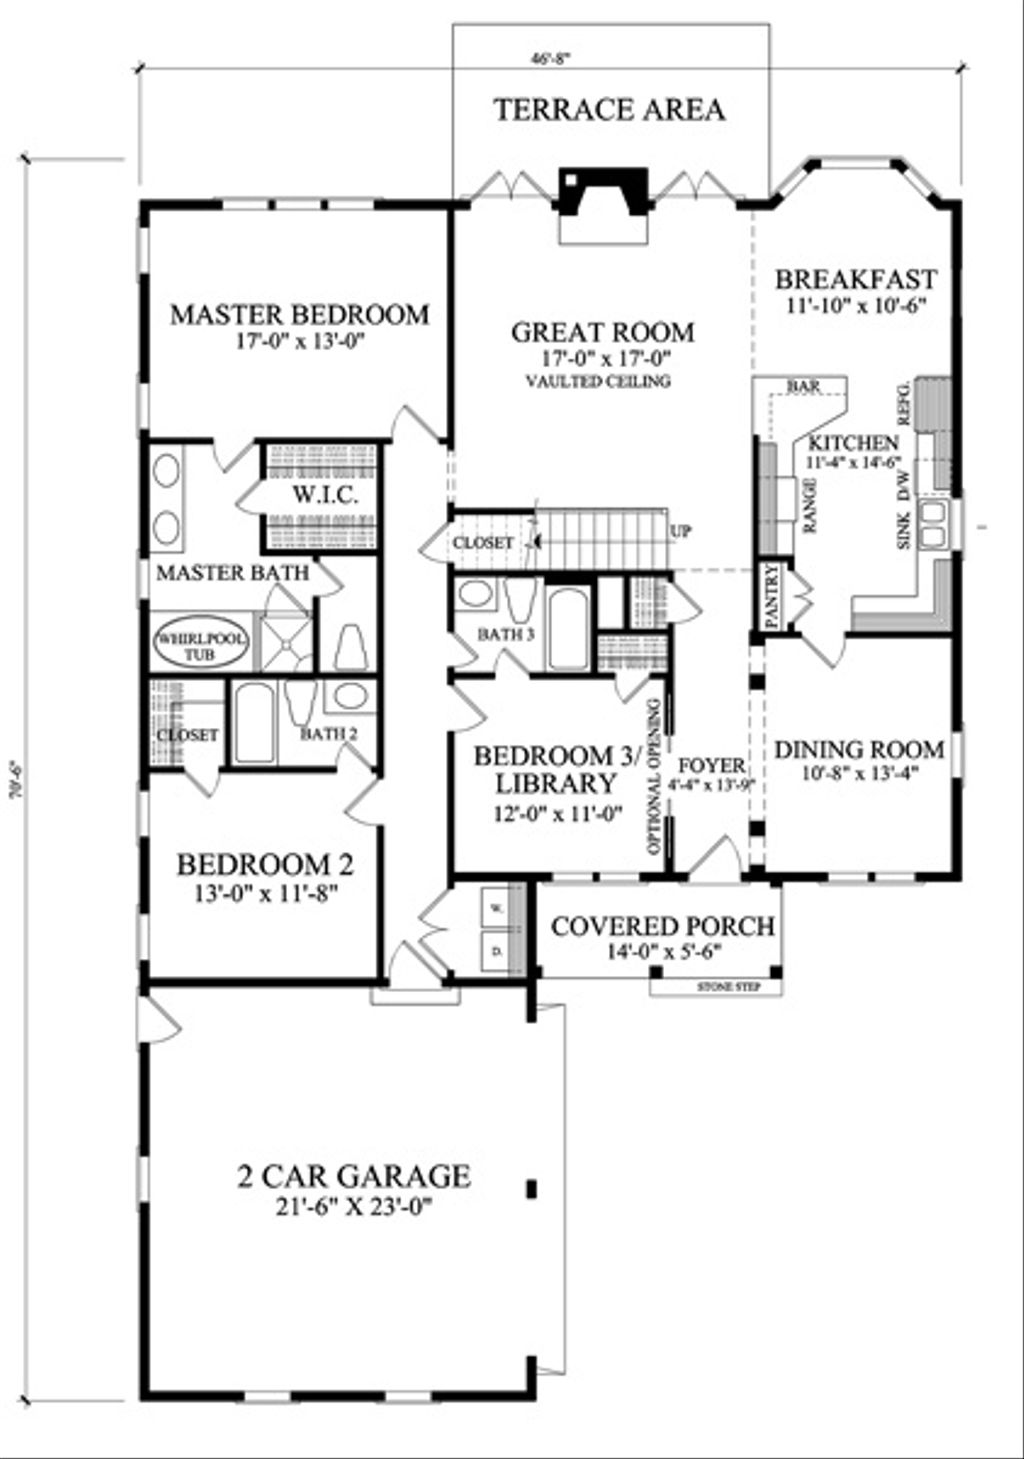 46'-8"
TERRACE AREA
BREAKFAST
11'-10" x 10'-6"
MASTER BEDROOM
17'-0" x 13'-0"
GREAT ROOM
17'-0" x 17'-0"
VAULTED CEILING
BAR
REFG.
KITCHEN
11'-4" x 14'-6"
W.I.C.
RANGE
SINK D/W
UP
CLOSET
MASTER BATH
PANTRY
BATH 3
WHIRLPOOL
TUB
CLOSET
BATH 2
BEDROOM 3/
LIBRARY
12'-0" x 11'-0"
OPTIONAL OPENING
FOYER
4'-4" x 13'-9"
DINING ROOM
10'-8" x 13'-4"
70'-6"
BEDROOM 2
13'-0" x 11'-8"
W.
D.
COVERED PORCH
14'-0" x 5'-6"
STONE STEP
2 CAR GARAGE
21'-6" X 23'-0"